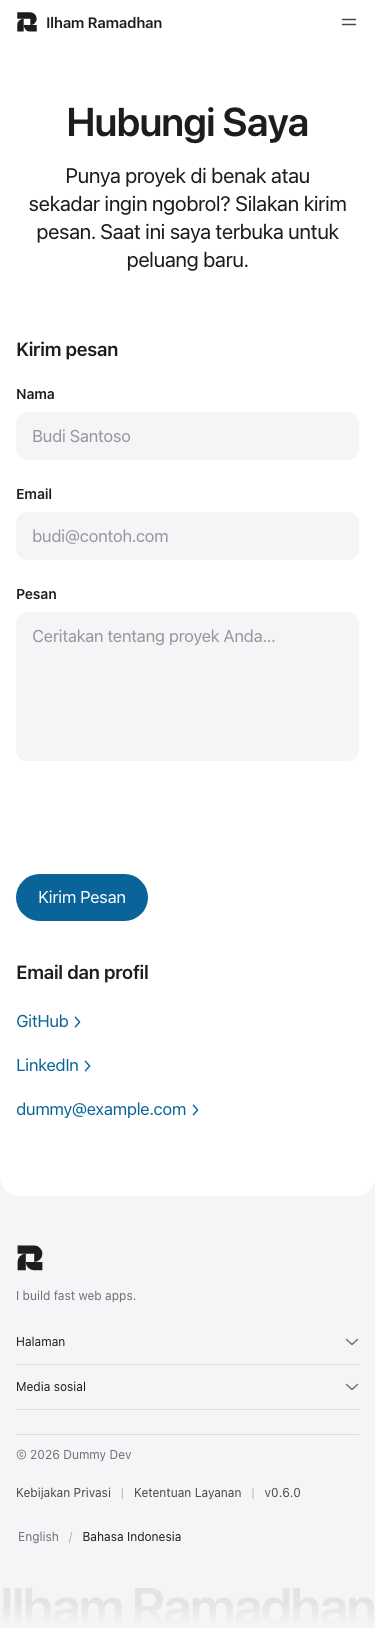 Ilham Ramadhan
Hubungi Saya
Punya proyek di benak atau
sekadar ingin ngobrol? Silakan kirim
pesan. Saat ini saya terbuka untuk
peluang baru.
Kirim pesan
Nama
Budi Santoso
Email
budi@contoh.com
Pesan
Ceritakan tentang proyek Anda...
Kirim Pesan
Email dan profil
GitHub
LinkedIn
dummy@example.com
I build fast web apps.
Halaman
Media sosial
© 2026 Dummy Dev
Kebijakan Privasi | Ketentuan Layanan | v0.6.0
English / Bahasa Indonesia
Ilham Ramadhan